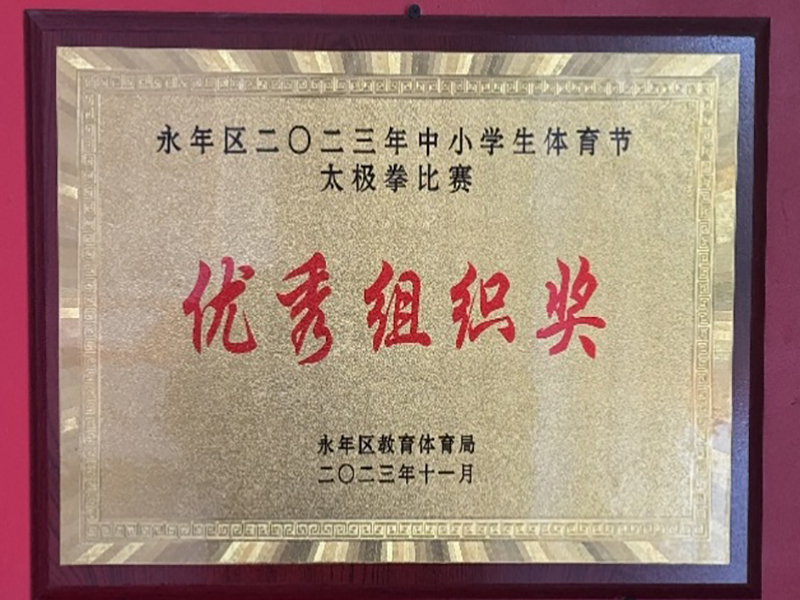 永年区二〇二三年中小学生体育节
太极拳比赛
优秀组织奖
永年区教育体育局
二〇二三年十一月